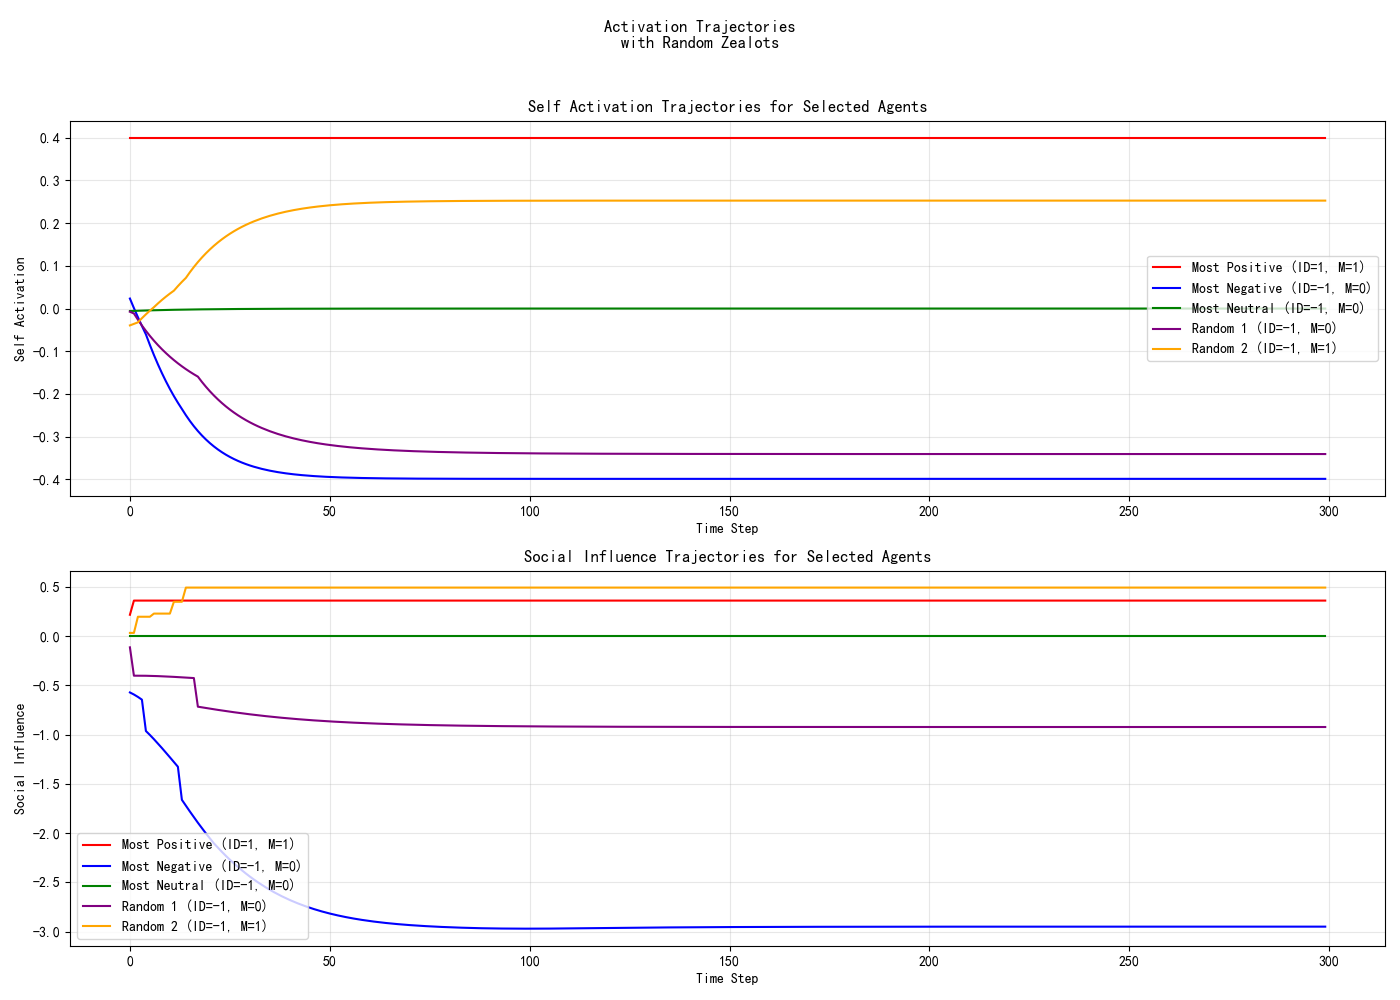 Activation Trajectories
with Random Zealots
Self Activation Trajectories for Selected Agents
Self Activation
0.4
0.3
0.2
0.1
0.0
−0.1
−0.2
−0.3
−0.4
Most Positive (ID=1, M=1)
Most Negative (ID=−1, M=0)
Most Neutral (ID=−1, M=0)
Random 1 (ID=−1, M=0)
Random 2 (ID=−1, M=1)
0 50 100 150 200 250 300
Time Step
Social Influence Trajectories for Selected Agents
Social Influence
0.5
0.0
−0.5
−1.0
−1.5
−2.0
−2.5
−3.0
Most Positive (ID=1, M=1)
Most Negative (ID=−1, M=0)
Most Neutral (ID=−1, M=0)
Random 1 (ID=−1, M=0)
Random 2 (ID=−1, M=1)
0 50 100 150 200 250 300
Time Step